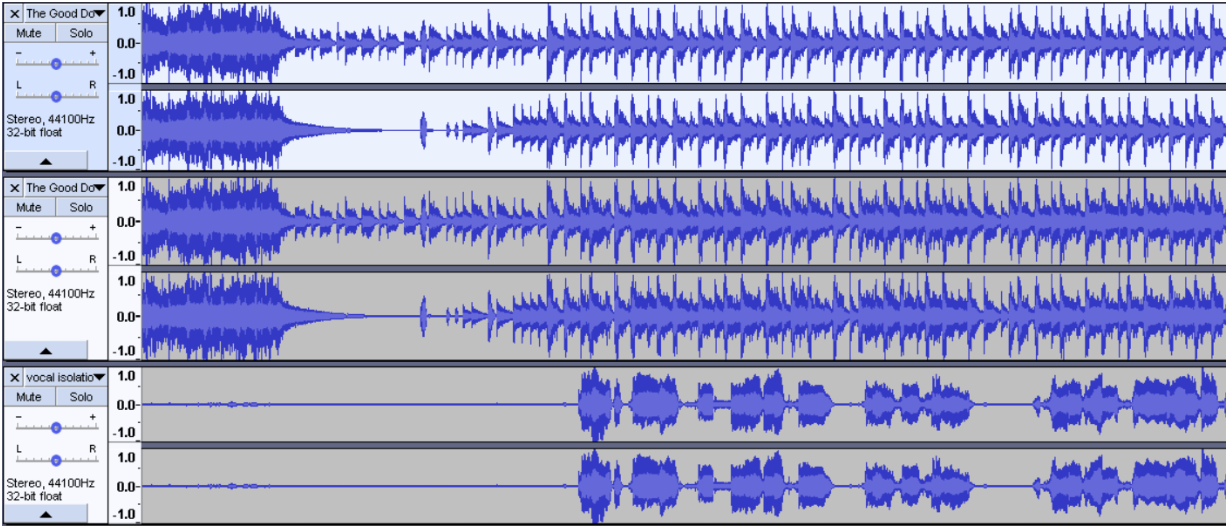 The Good Do
Mute Solo
- +
L R
Stereo, 44100Hz
32-bit float
1.0
0.0-
-1.0
1.0
0.0-
-1.0
The Good Do
Mute Solo
- +
L R
Stereo, 44100Hz
32-bit float
1.0
0.0-
-1.0
1.0
0.0-
-1.0
vocal isolatio
Mute Solo
- +
L R
Stereo, 44100Hz
32-bit float
1.0
0.0-
-1.0
1.0
0.0-
-1.0